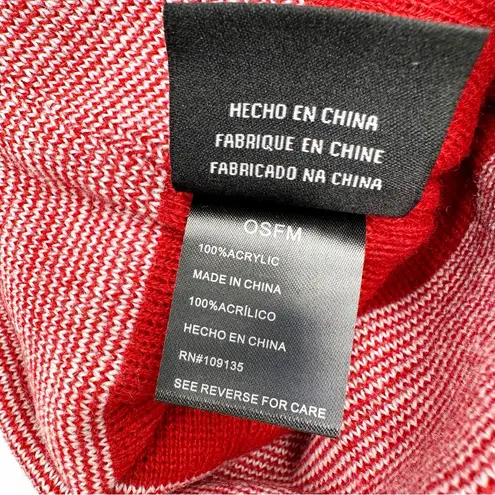 HECHO EN CHINA
FABRIQUE EN CHINE
FABRICADO NA CHINA
OSFM
100%ACRYLIC
MADE IN CHINA
100%ACRÍLICO
HECHO EN CHINA
RN#109135
SEE REVERSE FOR CARE